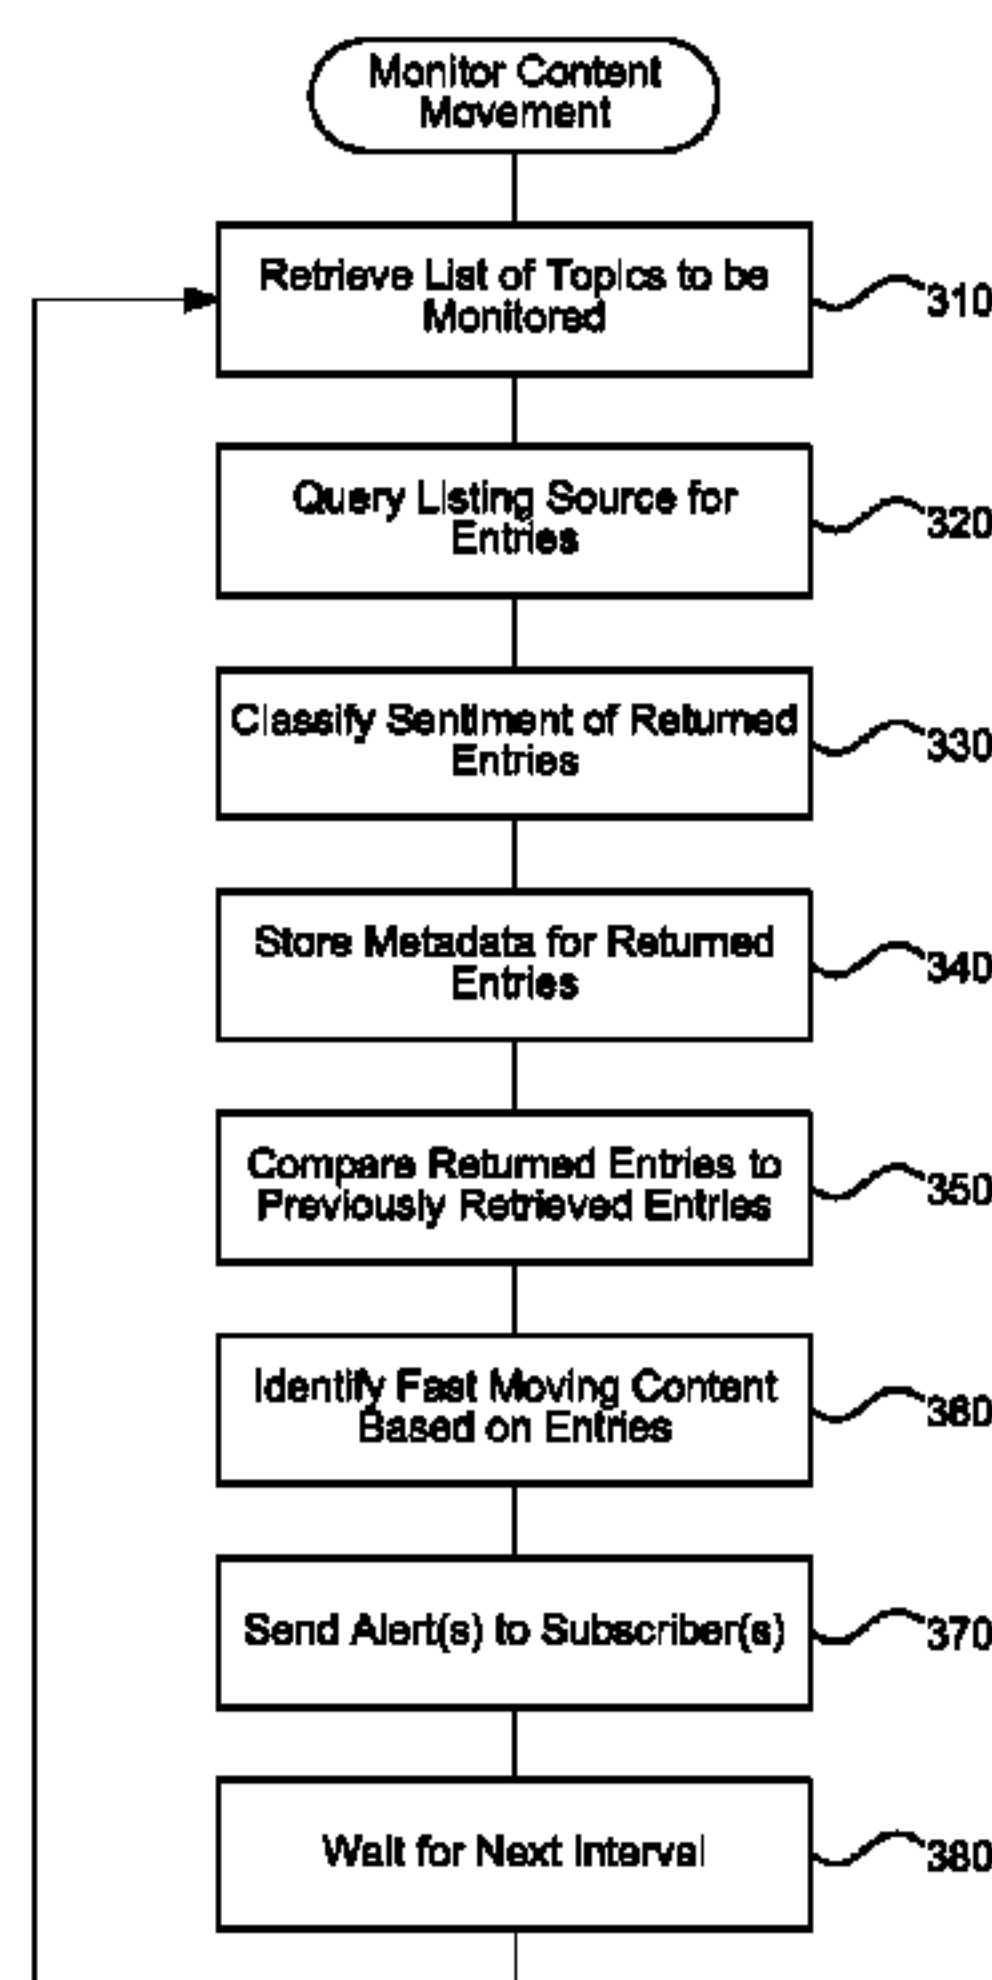 Monitor Content
Movement
Retrieve List of Topics to be
Monitored
310
Query Listing Source for
Entries
320
Classify Sentiment of Returned
Entries
330
Store Metadata for Returned
Entries
340
Compare Returned Entries to
Previously Retrieved Entries
350
Identify Fast Moving Content
Based on Entries
360
Send Alert(s) to Subscriber(s)
370
Wait for Next Interval
380